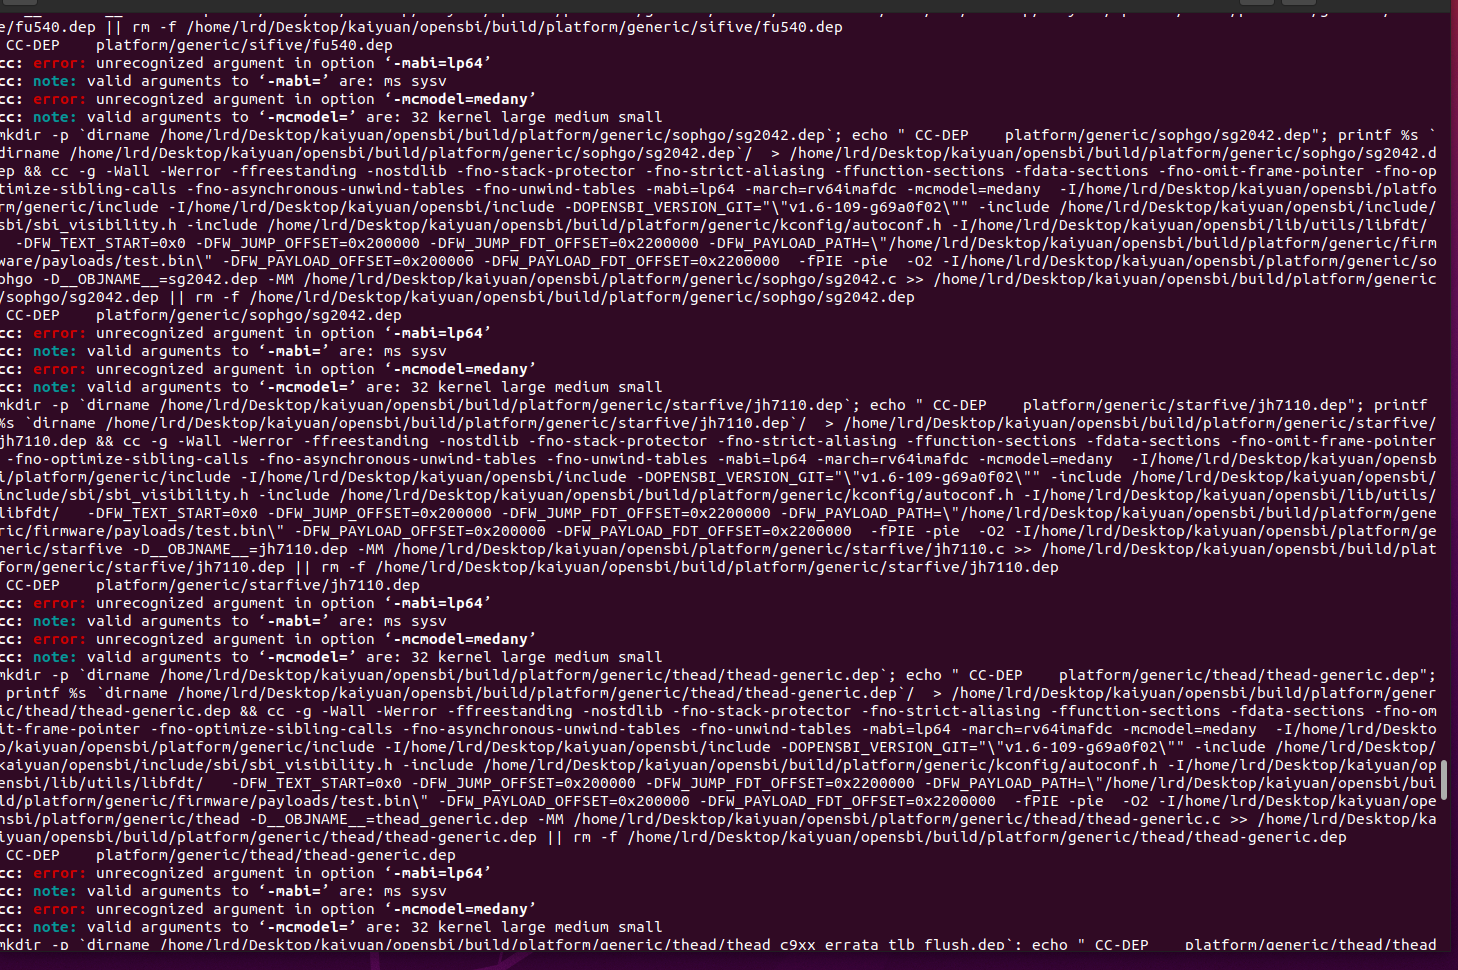 e/fu540.dep || rm -f /home/lrd/Desktop/kaiyuan/opensbi/build/platform/generic/sifive/fu540.dep
 CC-DEP    platform/generic/sifive/fu540.dep
cc: error: unrecognized argument in option ‘-mabi=lp64’
cc: note: valid arguments to ‘-mabi=’ are: ms sysv
cc: error: unrecognized argument in option ‘-mcmodel=medany’
cc: note: valid arguments to ‘-mcmodel=’ are: 32 kernel large medium small
mkdir -p `dirname /home/lrd/Desktop/kaiyuan/opensbi/build/platform/generic/sophgo/sg2042.dep`; echo " CC-DEP    platform/generic/sophgo/sg2042.dep"; printf %s `
dirname /home/lrd/Desktop/kaiyuan/opensbi/build/platform/generic/sophgo/sg2042.dep`/  > /home/lrd/Desktop/kaiyuan/opensbi/build/platform/generic/sophgo/sg2042.d
ep && cc -g -Wall -Werror -ffreestanding -nostdlib -fno-stack-protector -fno-strict-aliasing -ffunction-sections -fdata-sections -fno-omit-frame-pointer -fno-op
timize-sibling-calls -fno-asynchronous-unwind-tables -fno-unwind-tables -mabi=lp64 -march=rv64imafdc -mcmodel=medany  -I/home/lrd/Desktop/kaiyuan/opensbi/platfo
rm/generic/include -I/home/lrd/Desktop/kaiyuan/opensbi/include -DOPENSBI_VERSION_GIT="\"v1.6-109-g69a0f02\"" -include /home/lrd/Desktop/kaiyuan/opensbi/include/
sbi/sbi_visibility.h -include /home/lrd/Desktop/kaiyuan/opensbi/build/platform/generic/kconfig/autoconf.h -I/home/lrd/Desktop/kaiyuan/opensbi/lib/utils/libfdt/
  -DFW_TEXT_START=0x0 -DFW_JUMP_OFFSET=0x200000 -DFW_JUMP_FDT_OFFSET=0x2200000 -DFW_PAYLOAD_PATH=\"/home/lrd/Desktop/kaiyuan/opensbi/build/platform/generic/firm
ware/payloads/test.bin\" -DFW_PAYLOAD_OFFSET=0x200000 -DFW_PAYLOAD_FDT_OFFSET=0x2200000  -fPIE -pie  -O2 -I/home/lrd/Desktop/kaiyuan/opensbi/platform/generic/so
phgo -D__OBJNAME__=sg2042.dep -MM /home/lrd/Desktop/kaiyuan/opensbi/platform/generic/sophgo/sg2042.c >> /home/lrd/Desktop/kaiyuan/opensbi/build/platform/generic
/sophgo/sg2042.dep || rm -f /home/lrd/Desktop/kaiyuan/opensbi/build/platform/generic/sophgo/sg2042.dep
 CC-DEP    platform/generic/sophgo/sg2042.dep
cc: error: unrecognized argument in option ‘-mabi=lp64’
cc: note: valid arguments to ‘-mabi=’ are: ms sysv
cc: error: unrecognized argument in option ‘-mcmodel=medany’
cc: note: valid arguments to ‘-mcmodel=’ are: 32 kernel large medium small
mkdir -p `dirname /home/lrd/Desktop/kaiyuan/opensbi/build/platform/generic/starfive/jh7110.dep`; echo " CC-DEP    platform/generic/starfive/jh7110.dep"; printf
%s `dirname /home/lrd/Desktop/kaiyuan/opensbi/build/platform/generic/starfive/jh7110.dep`/  > /home/lrd/Desktop/kaiyuan/opensbi/build/platform/generic/starfive/
jh7110.dep && cc -g -Wall -Werror -ffreestanding -nostdlib -fno-stack-protector -fno-strict-aliasing -ffunction-sections -fdata-sections -fno-omit-frame-pointer
 -fno-optimize-sibling-calls -fno-asynchronous-unwind-tables -fno-unwind-tables -mabi=lp64 -march=rv64imafdc -mcmodel=medany  -I/home/lrd/Desktop/kaiyuan/opensb
i/platform/generic/include -I/home/lrd/Desktop/kaiyuan/opensbi/include -DOPENSBI_VERSION_GIT="\"v1.6-109-g69a0f02\"" -include /home/lrd/Desktop/kaiyuan/opensbi/
include/sbi/sbi_visibility.h -include /home/lrd/Desktop/kaiyuan/opensbi/build/platform/generic/kconfig/autoconf.h -I/home/lrd/Desktop/kaiyuan/opensbi/lib/utils/
libfdt/   -DFW_TEXT_START=0x0 -DFW_JUMP_OFFSET=0x200000 -DFW_JUMP_FDT_OFFSET=0x2200000 -DFW_PAYLOAD_PATH=\"/home/lrd/Desktop/kaiyuan/opensbi/build/platform/gene
ric/firmware/payloads/test.bin\" -DFW_PAYLOAD_OFFSET=0x200000 -DFW_PAYLOAD_FDT_OFFSET=0x2200000  -fPIE -pie  -O2 -I/home/lrd/Desktop/kaiyuan/opensbi/platform/ge
neric/starfive -D__OBJNAME__=jh7110.dep -MM /home/lrd/Desktop/kaiyuan/opensbi/platform/generic/starfive/jh7110.c >> /home/lrd/Desktop/kaiyuan/opensbi/build/plat
form/generic/starfive/jh7110.dep || rm -f /home/lrd/Desktop/kaiyuan/opensbi/build/platform/generic/starfive/jh7110.dep
 CC-DEP    platform/generic/starfive/jh7110.dep
cc: error: unrecognized argument in option ‘-mabi=lp64’
cc: note: valid arguments to ‘-mabi=’ are: ms sysv
cc: error: unrecognized argument in option ‘-mcmodel=medany’
cc: note: valid arguments to ‘-mcmodel=’ are: 32 kernel large medium small
mkdir -p `dirname /home/lrd/Desktop/kaiyuan/opensbi/build/platform/generic/thead/thead-generic.dep`; echo " CC-DEP    platform/generic/thead/thead-generic.dep";
 printf %s `dirname /home/lrd/Desktop/kaiyuan/opensbi/build/platform/generic/thead/thead-generic.dep`/  > /home/lrd/Desktop/kaiyuan/opensbi/build/platform/gener
ic/thead/thead-generic.dep && cc -g -Wall -Werror -ffreestanding -nostdlib -fno-stack-protector -fno-strict-aliasing -ffunction-sections -fdata-sections -fno-om
it-frame-pointer -fno-optimize-sibling-calls -fno-asynchronous-unwind-tables -fno-unwind-tables -mabi=lp64 -march=rv64imafdc -mcmodel=medany  -I/home/lrd/Deskto
p/kaiyuan/opensbi/platform/generic/include -I/home/lrd/Desktop/kaiyuan/opensbi/include -DOPENSBI_VERSION_GIT="\"v1.6-109-g69a0f02\"" -include /home/lrd/Desktop/
kaiyuan/opensbi/include/sbi/sbi_visibility.h -include /home/lrd/Desktop/kaiyuan/opensbi/build/platform/generic/kconfig/autoconf.h -I/home/lrd/Desktop/kaiyuan/op
ensbi/lib/utils/libfdt/   -DFW_TEXT_START=0x0 -DFW_JUMP_OFFSET=0x200000 -DFW_JUMP_FDT_OFFSET=0x2200000 -DFW_PAYLOAD_PATH=\"/home/lrd/Desktop/kaiyuan/opensbi/bui
ld/platform/generic/firmware/payloads/test.bin\" -DFW_PAYLOAD_OFFSET=0x200000 -DFW_PAYLOAD_FDT_OFFSET=0x2200000  -fPIE -pie  -O2 -I/home/lrd/Desktop/kaiyuan/ope
nsbi/platform/generic/thead -D__OBJNAME__=thead_generic.dep -MM /home/lrd/Desktop/kaiyuan/opensbi/platform/generic/thead/thead-generic.c >> /home/lrd/Desktop/ka
iyuan/opensbi/build/platform/generic/thead/thead-generic.dep || rm -f /home/lrd/Desktop/kaiyuan/opensbi/build/platform/generic/thead/thead-generic.dep
 CC-DEP    platform/generic/thead/thead-generic.dep
cc: error: unrecognized argument in option ‘-mabi=lp64’
cc: note: valid arguments to ‘-mabi=’ are: ms sysv
cc: error: unrecognized argument in option ‘-mcmodel=medany’
cc: note: valid arguments to ‘-mcmodel=’ are: 32 kernel large medium small
mkdir -p `dirname /home/lrd/Desktop/kaiyuan/opensbi/build/platform/generic/thead/thead_c9xx_errata_tlb_flush.dep`; echo " CC-DEP    platform/generic/thead/thead